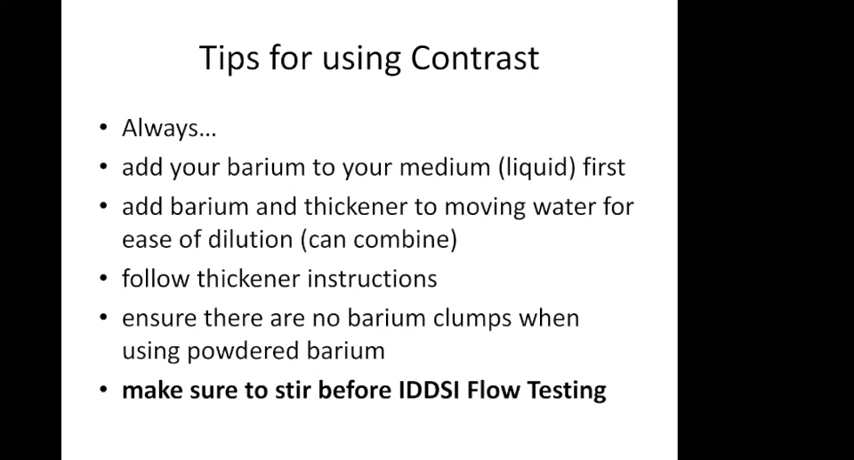 Tips for using Contrast
• Always...
• add your barium to your medium (liquid) first
• add barium and thickener to moving water for
ease of dilution (can combine)
• follow thickener instructions
• ensure there are no barium clumps when
using powdered barium
• make sure to stir before IDDSI Flow Testing